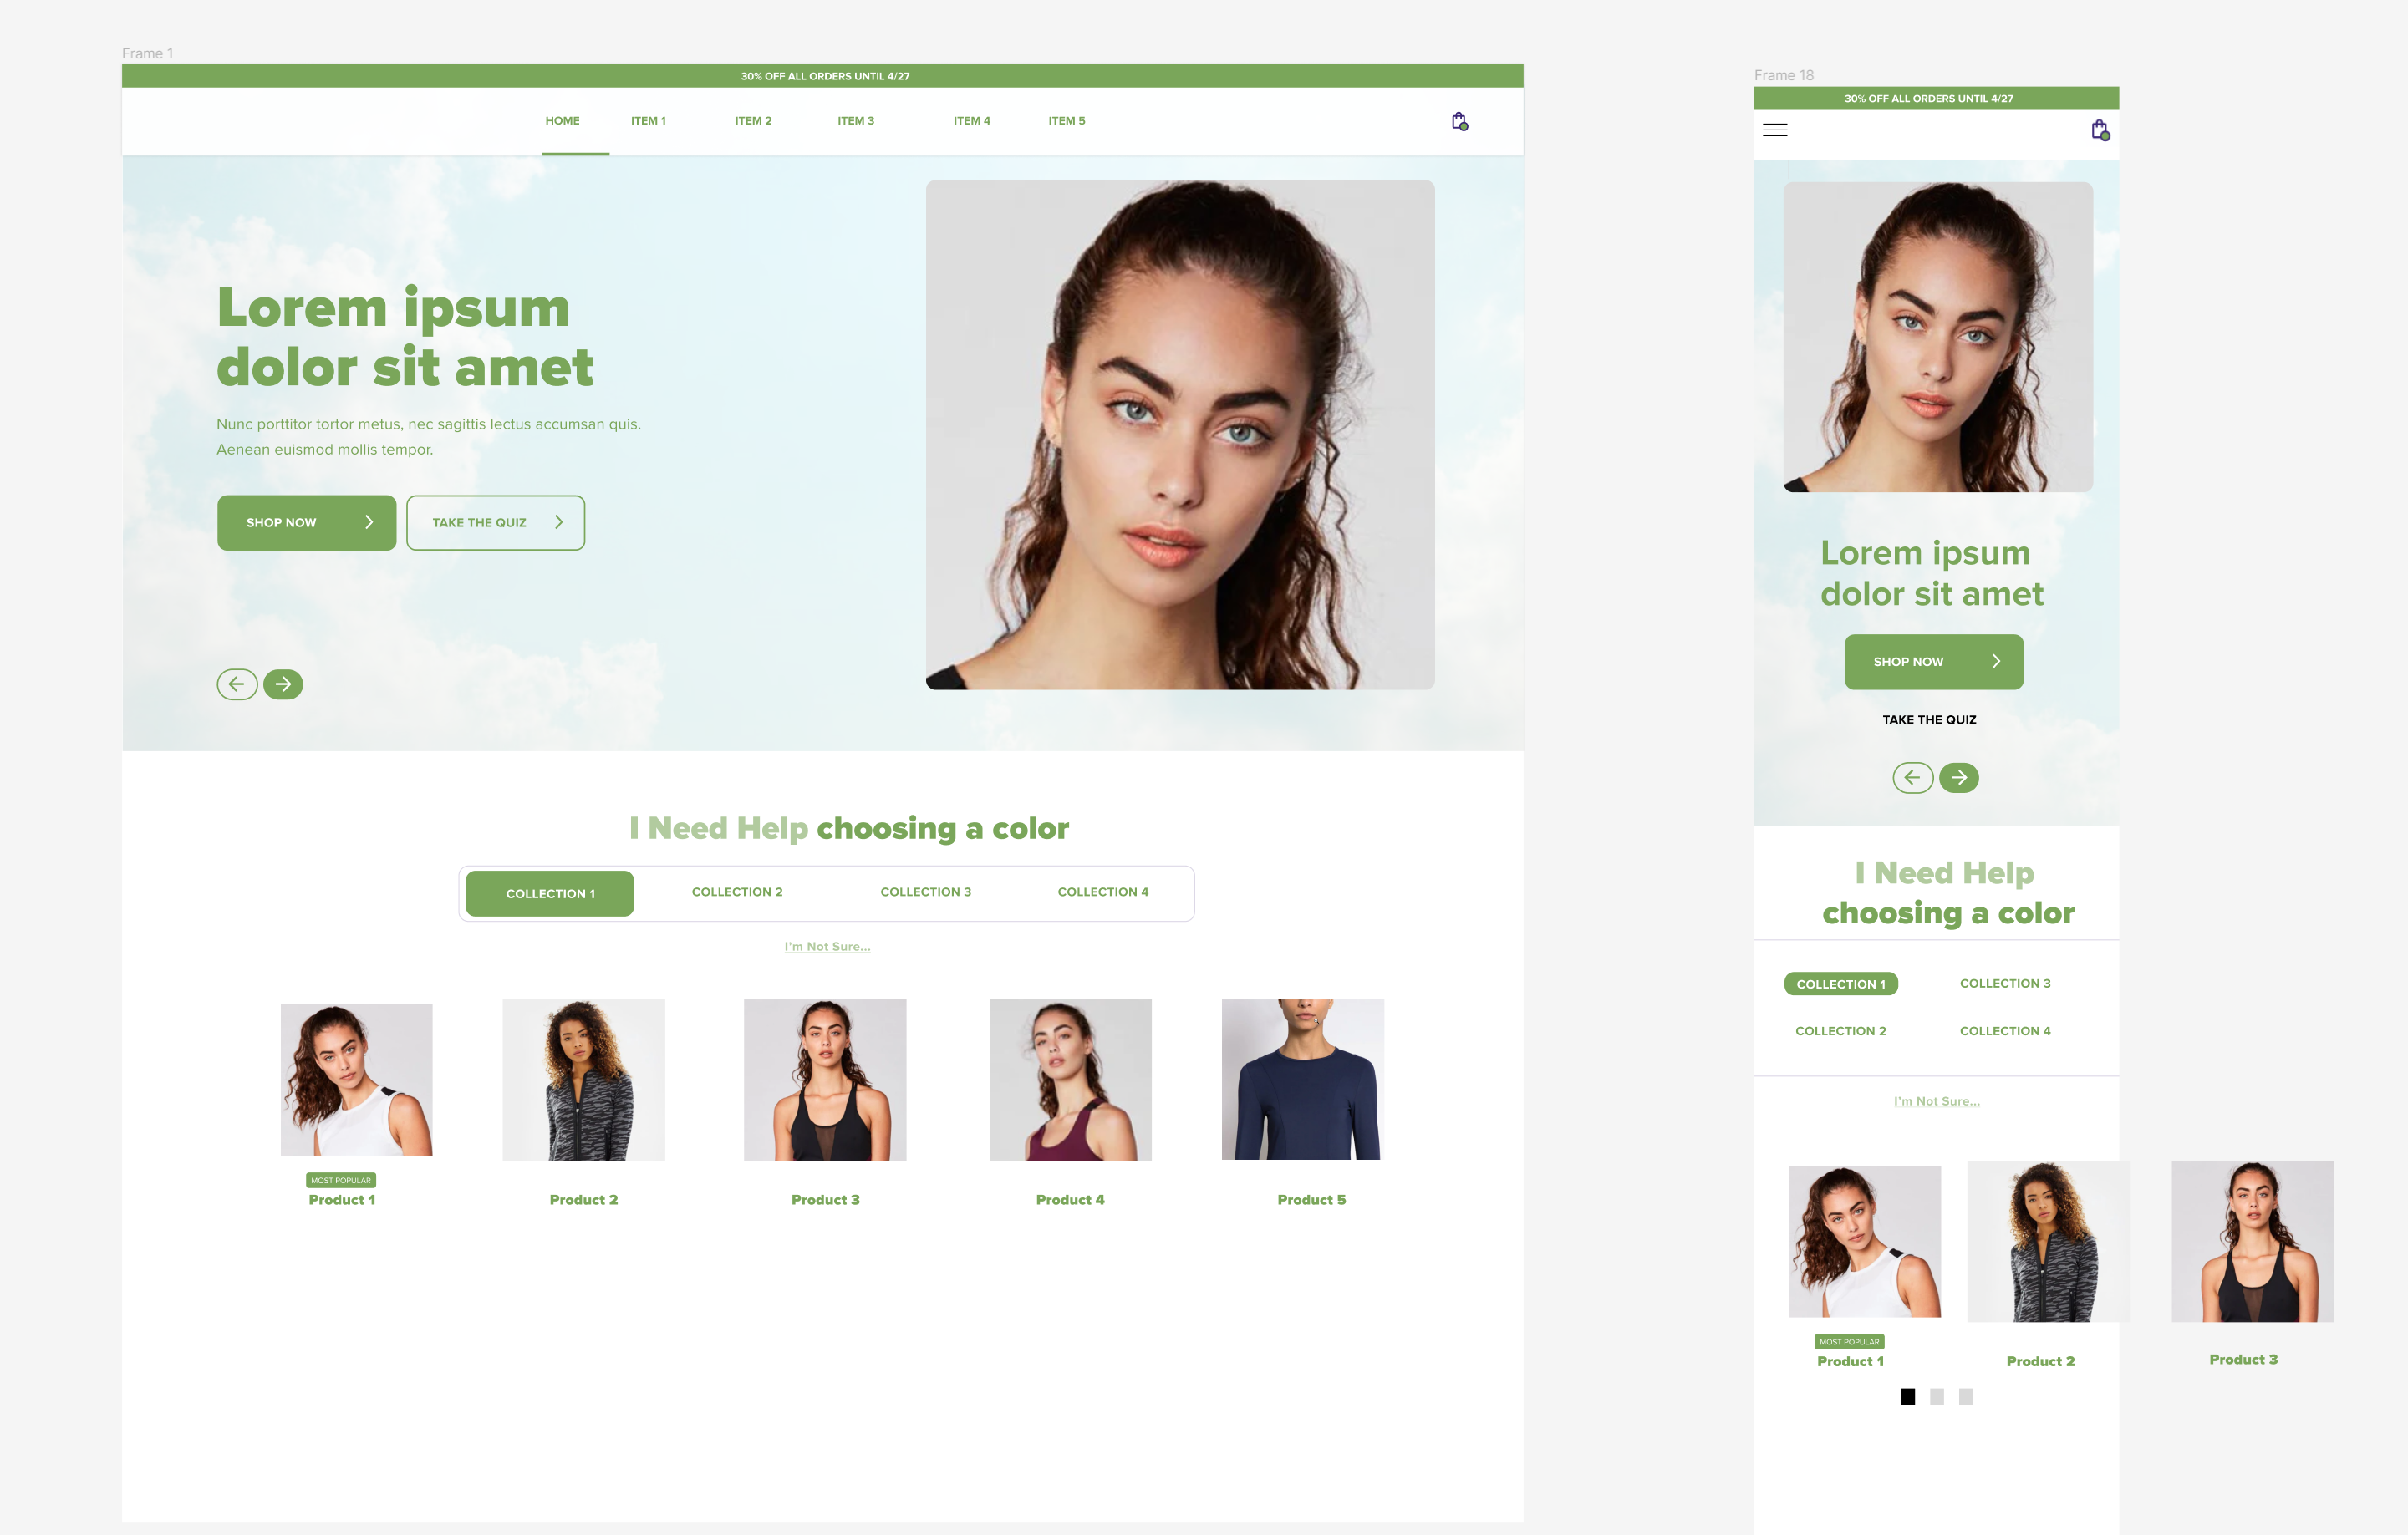 Frame 1
30% OFF ALL ORDERS UNTIL 4/27
HOME ITEM 1 ITEM 2 ITEM 3 ITEM 4 ITEM 5
Lorem ipsum
dolor sit amet
Nunc porttitor tortor metus, nec sagittis lectus accumsan quis.
Aenean euismod mollis tempor.
SHOP NOW TAKE THE QUIZ
I Need Help choosing a color
COLLECTION 1 COLLECTION 2 COLLECTION 3 COLLECTION 4
I'm Not Sure...
MOST POPULAR
Product 1 Product 2 Product 3 Product 4 Product 5
Frame 18
30% OFF ALL ORDERS UNTIL 4/27
Lorem ipsum
dolor sit amet
SHOP NOW
TAKE THE QUIZ
I Need Help
choosing a color
COLLECTION 1 COLLECTION 3
COLLECTION 2 COLLECTION 4
I'm Not Sure...
MOST POPULAR
Product 1 Product 2 Product 3